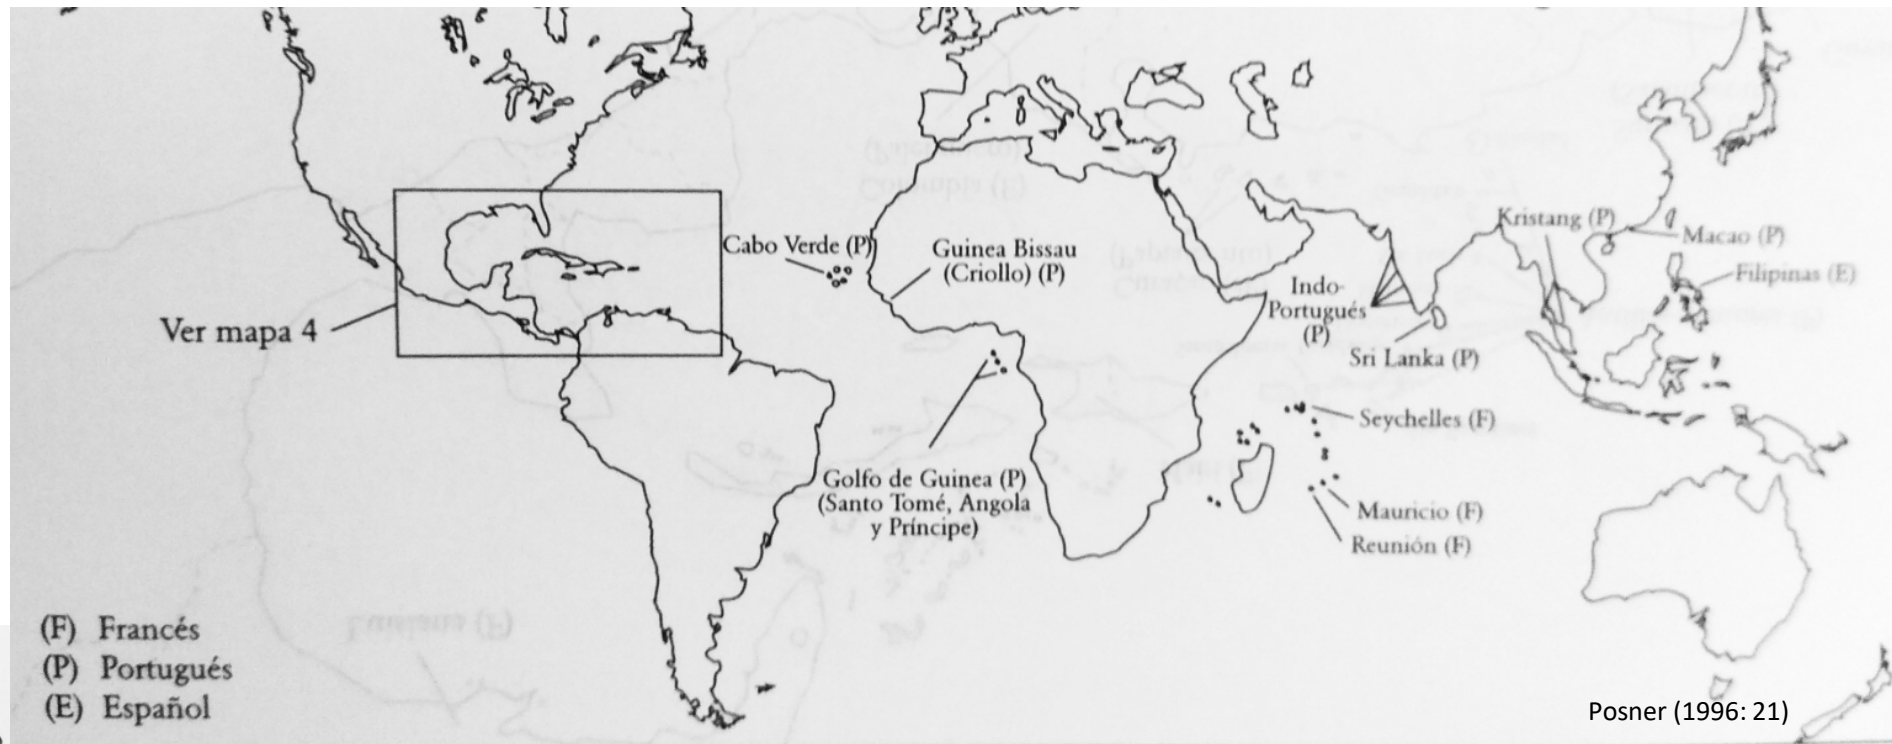 Cabo Verde (P)
Guinea Bissau
(Criollo) (P)
Kristang (P)
Macao (P)
Filipinas (E)
Indo-
Portugués
(P)
Sri Lanka (P)
Ver mapa 4
Seychelles (F)
Golfo de Guinea (P)
(Santo Tomé, Angola
y Príncipe)
Mauricio (F)
Reunión (F)
(F) Francés
(P) Portugués
(E) Español
Posner (1996: 21)